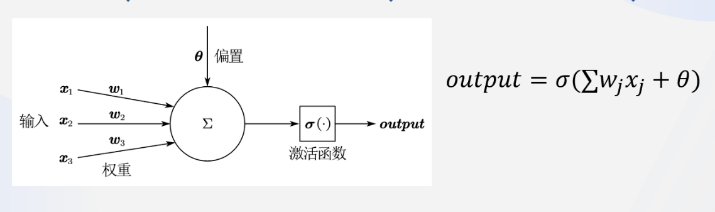 θ 偏置
x₁ w₁
输入 x₂ w₂
w₃
x₃
权重
Σ
σ(·)
output
激活函数
output = σ(∑wⱼxⱼ + θ)